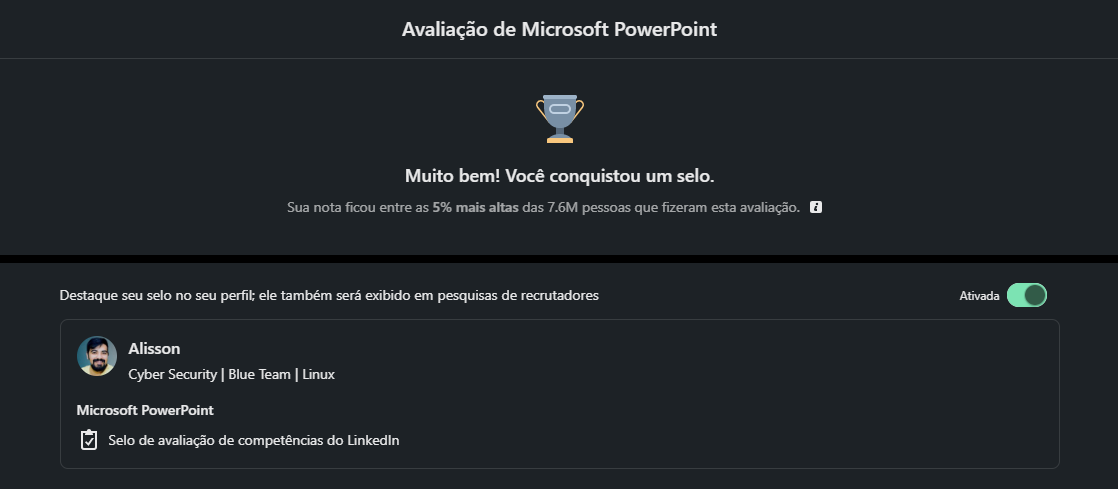 Avaliação de Microsoft PowerPoint
Muito bem! Você conquistou um selo.
Sua nota ficou entre as 5% mais altas das 7.6M pessoas que fizeram esta avaliação.
Destaque seu selo no seu perfil; ele também será exibido em pesquisas de recrutadores
Ativada
Alisson
Cyber Security | Blue Team | Linux
Microsoft PowerPoint
Selo de avaliação de competências do LinkedIn